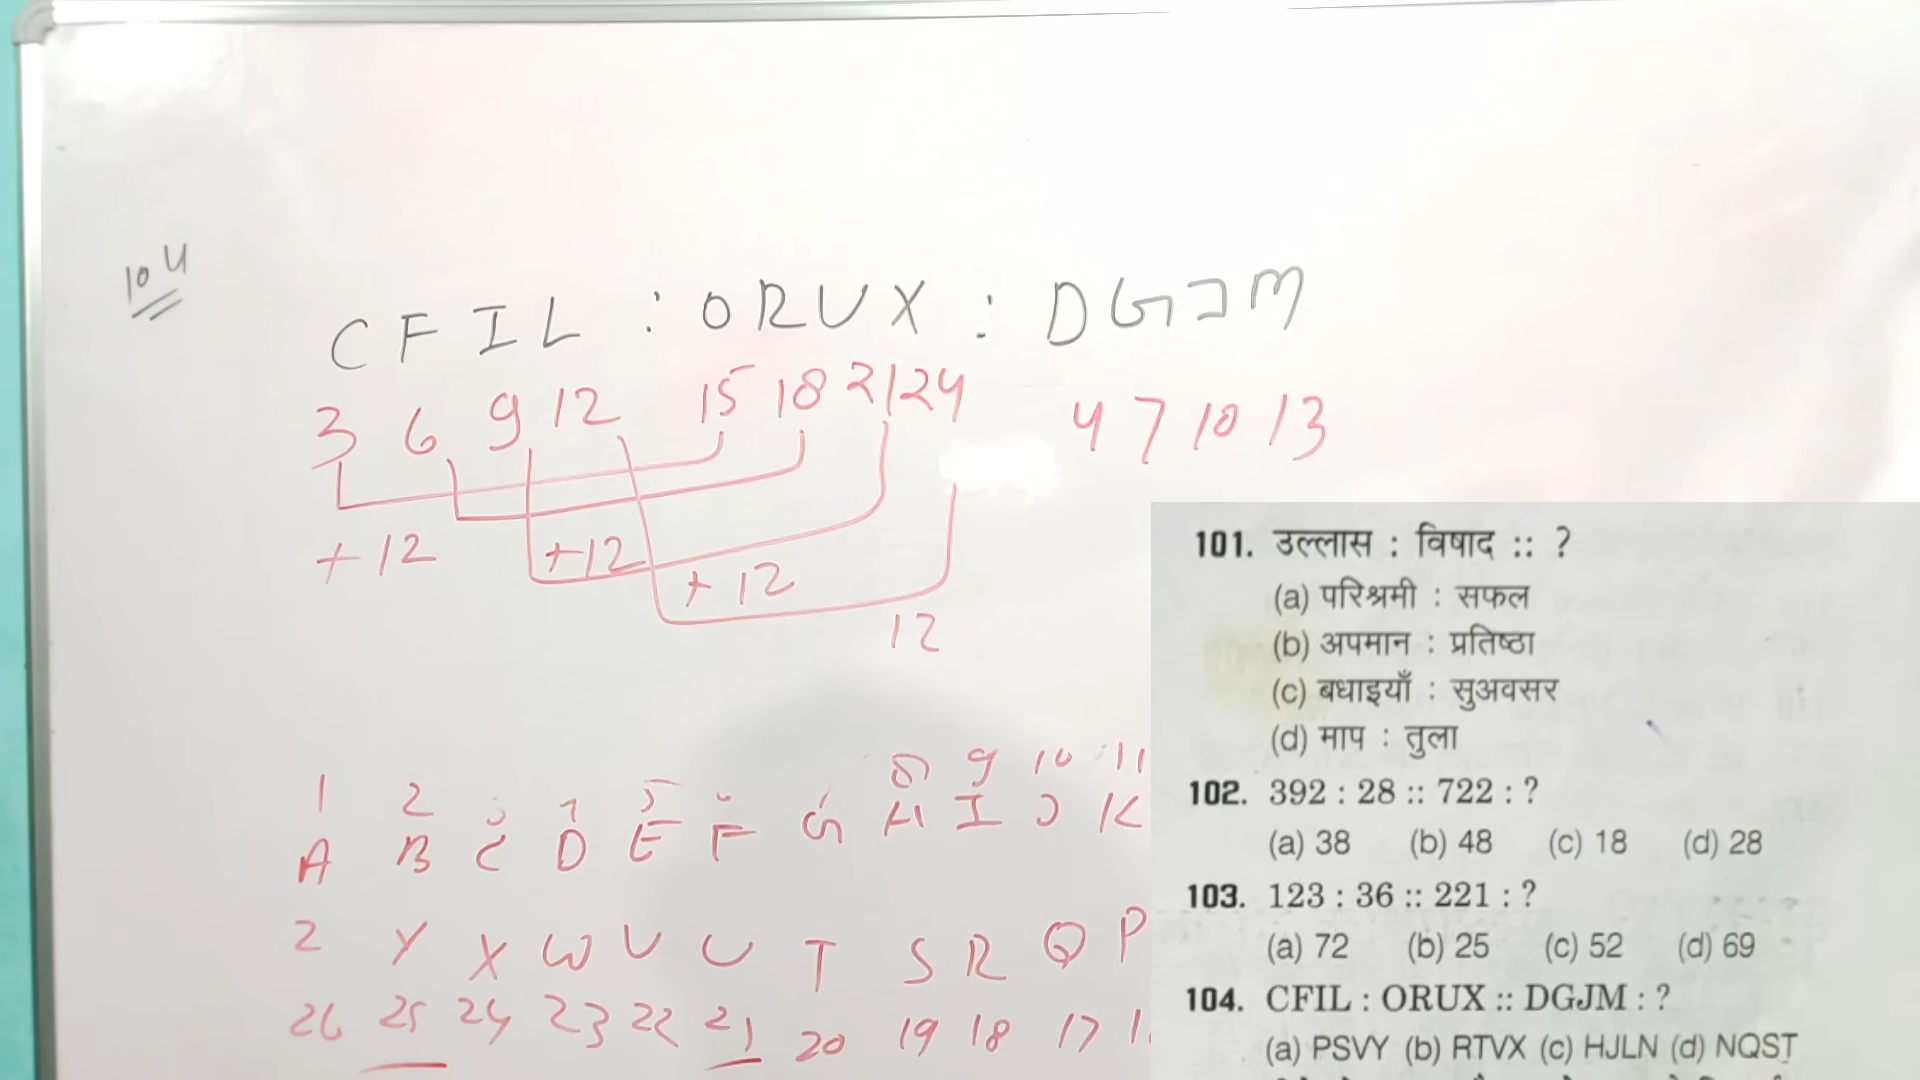 104
CFIL : ORUX : DGJM
3 6 9 12 15 18 21 24 4 7 10 13
+12 +12 +12 12
1 2 5 8 9 10 11
A B C D E F G H I J K
Z Y X W V U T S R Q P
26 25 24 23 22 21 20 19 18 17
101. उल्लास : विषाद :: ?
(a) परिश्रमी : सफल
(b) अपमान : प्रतिष्ठा
(c) बधाइयाँ : सुअवसर
(d) माप : तुला
102. 392 : 28 :: 722 : ?
(a) 38 (b) 48 (c) 18 (d) 28
103. 123 : 36 :: 221 : ?
(a) 72 (b) 25 (c) 52 (d) 69
104. CFIL : ORUX :: DGJM : ?
(a) PSVY (b) RTVX (c) HJLN (d) NQST